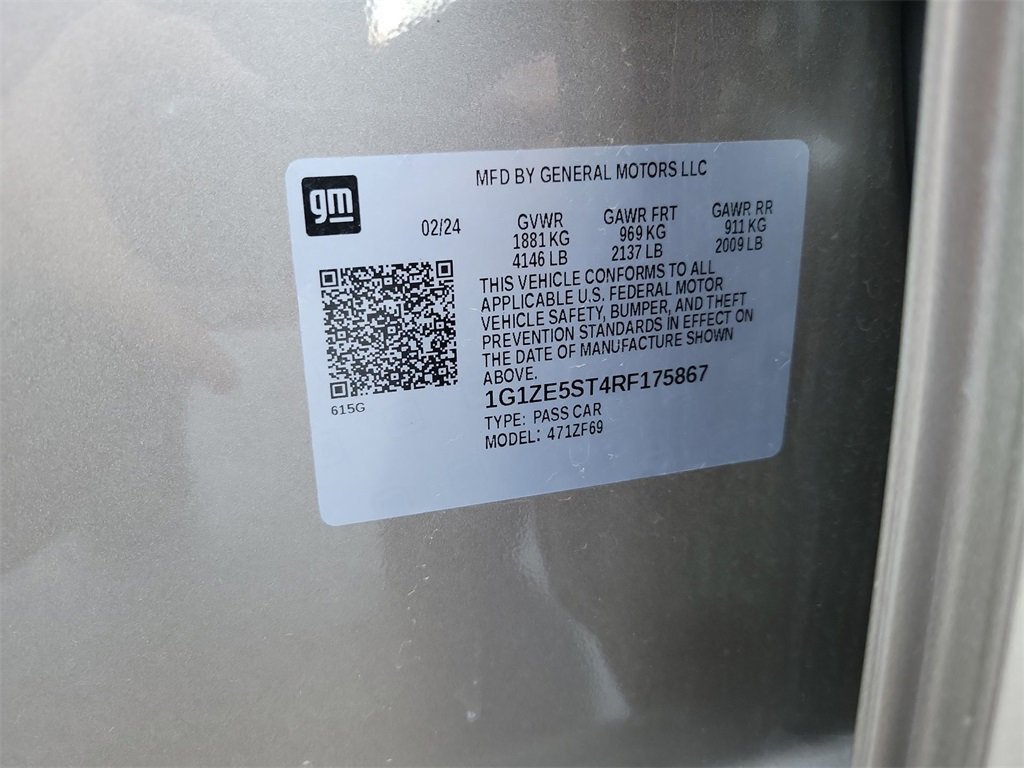 MFD BY GENERAL MOTORS LLC
gm
02/24
GVWR GAWR FRT GAWR RR
1881 KG 969 KG 911 KG
4146 LB 2137 LB 2009 LB
THIS VEHICLE CONFORMS TO ALL
APPLICABLE U.S. FEDERAL MOTOR
VEHICLE SAFETY, BUMPER, AND THEFT
PREVENTION STANDARDS IN EFFECT ON
THE DATE OF MANUFACTURE SHOWN
ABOVE.
1G1ZE5ST4RF175867
TYPE: PASS CAR
MODEL: 471ZF69
615G